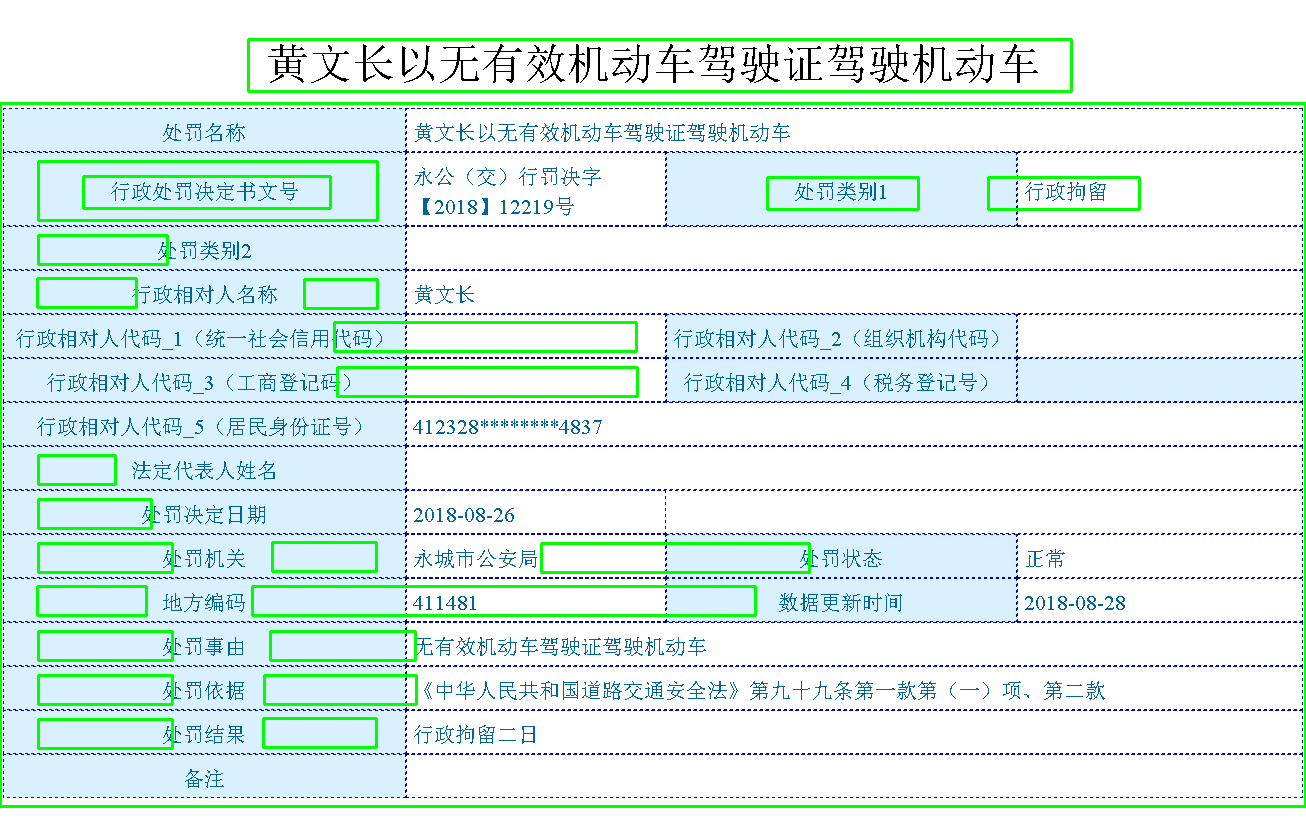 黄文长以无有效机动车驾驶证驾驶机动车
处罚名称 黄文长以无有效机动车驾驶证驾驶机动车
行政处罚决定书文号 永公（交）行罚决字
【2018】12219号 处罚类别1 行政拘留
处罚类别2
行政相对人名称 黄文长
行政相对人代码_1（统一社会信用代码） 行政相对人代码_2（组织机构代码）
行政相对人代码_3（工商登记码） 行政相对人代码_4（税务登记号）
行政相对人代码_5（居民身份证号） 412328********4837
法定代表人姓名
处罚决定日期 2018-08-26
处罚机关 永城市公安局 处罚状态 正常
地方编码 411481 数据更新时间 2018-08-28
处罚事由 无有效机动车驾驶证驾驶机动车
处罚依据 《中华人民共和国道路交通安全法》第九十九条第一款第（一）项、第二款
处罚结果 行政拘留二日
备注